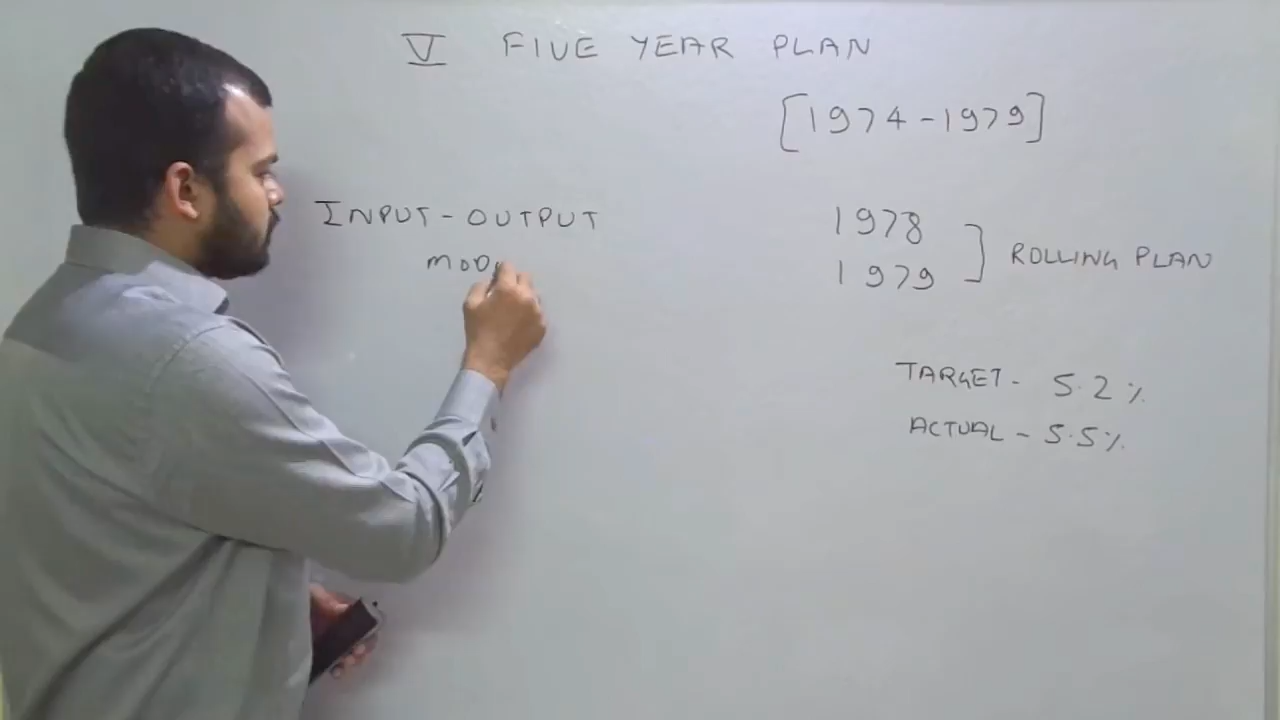 V FIVE YEAR PLAN
[1974-1979]
INPUT-OUTPUT
1978
1979
] ROLLING PLAN
TARGET - 5.2%
ACTUAL - 5.5%